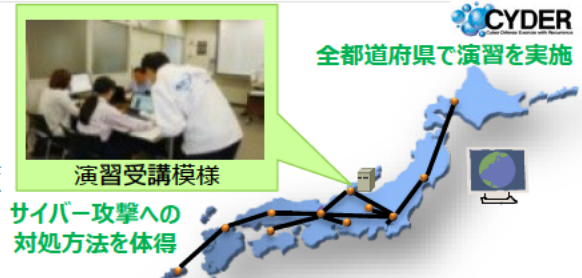 CYDER
Cyber Defense Exercise with Recurrence
全都道府県で演習を実施
演習受講模様
サイバー攻撃への
対処方法を体得